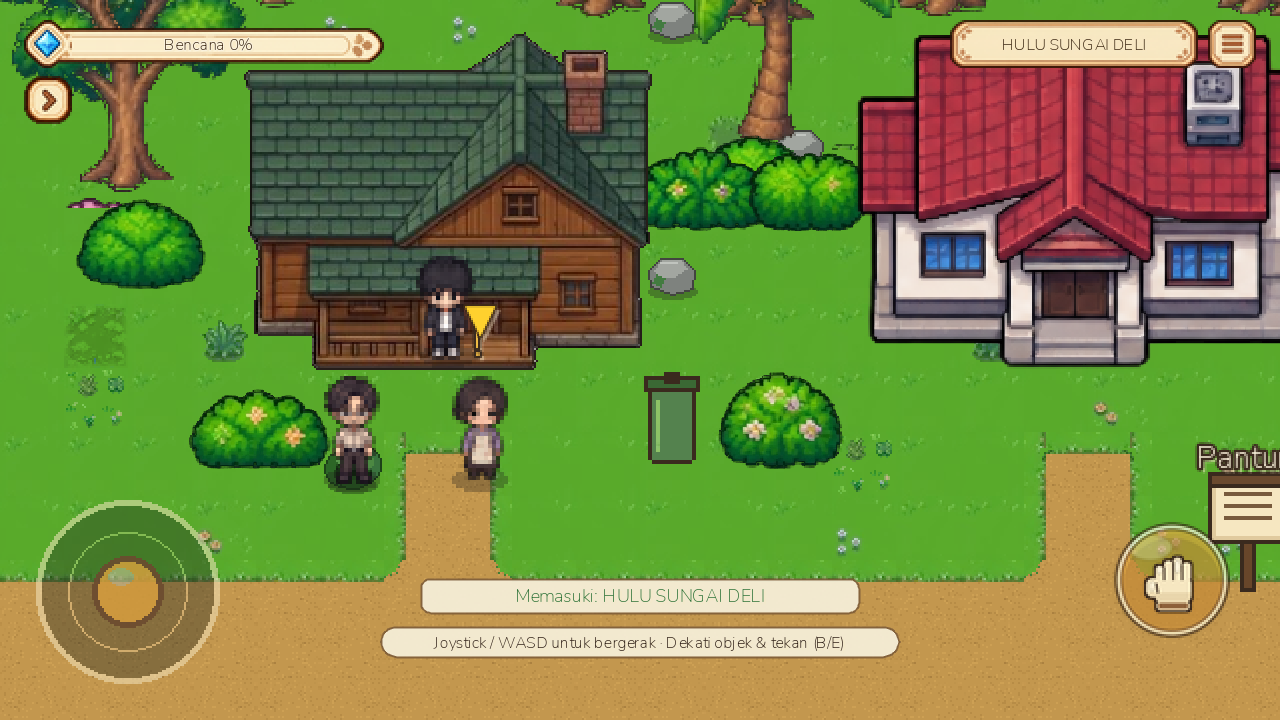 Bencana 0%
HULU SUNGAI DELI
Memasuki: HULU SUNGAI DELI
Joystick / WASD untuk bergerak · Dekati objek & tekan (B/E)